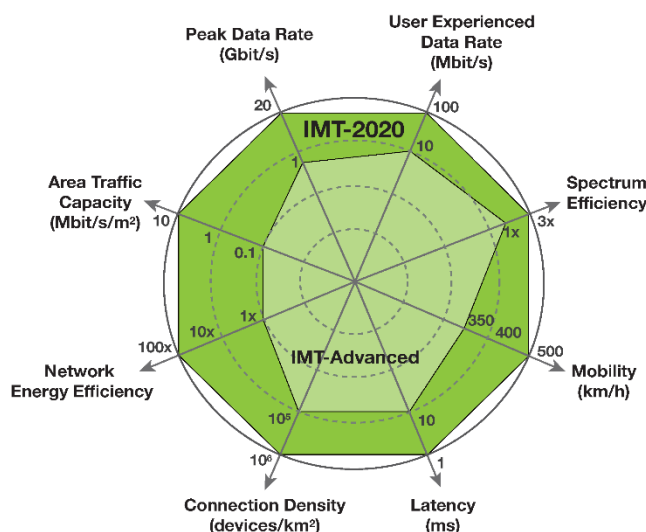 Peak Data Rate
(Gbit/s)
User Experienced
Data Rate
(Mbit/s)
20
100
IMT-2020
1
10
Area Traffic
Capacity
(Mbit/s/m²)
Spectrum
Efficiency
10
1
0.1
1x
3x
1x
10x
100x
350
400
500
Network
Energy Efficiency
IMT-Advanced
Mobility
(km/h)
10⁵
10
10⁶
1
Connection Density
(devices/km²)
Latency
(ms)